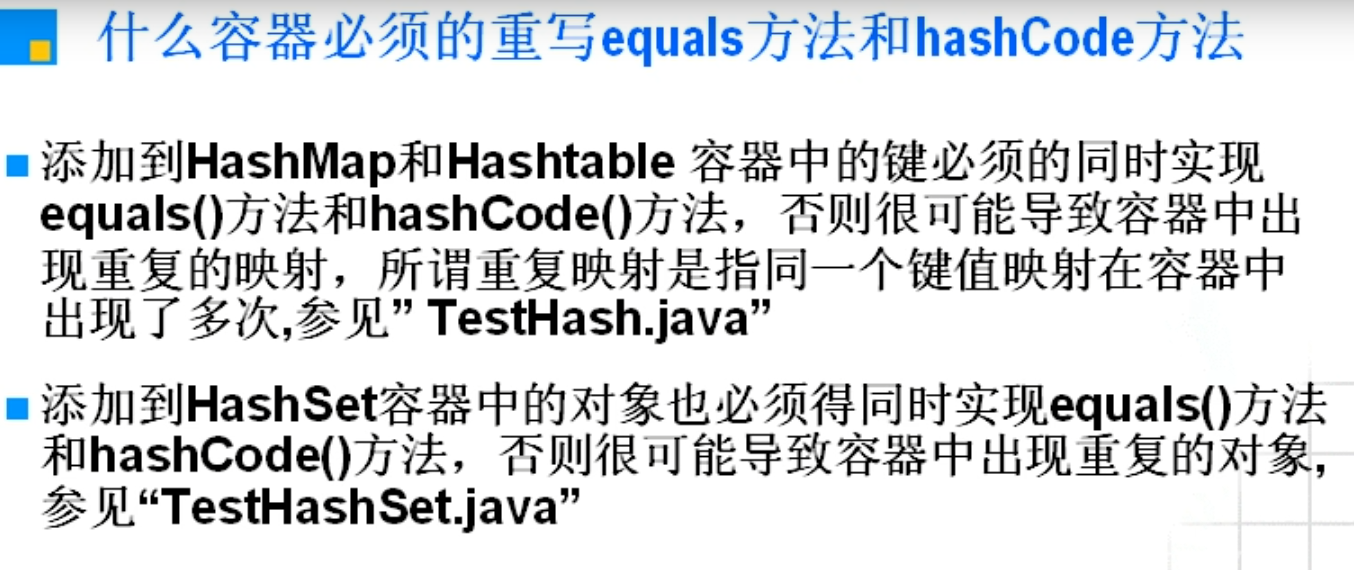 什么容器必须的重写equals方法和hashCode方法
添加到HashMap和Hashtable 容器中的键必须的同时实现
equals()方法和hashCode()方法，否则很可能导致容器中出
现重复的映射，所谓重复映射是指同一个键值映射在容器中
出现了多次,参见” TestHash.java”
添加到HashSet容器中的对象也必须得同时实现equals()方法
和hashCode()方法，否则很可能导致容器中出现重复的对象,
参见“TestHashSet.java”